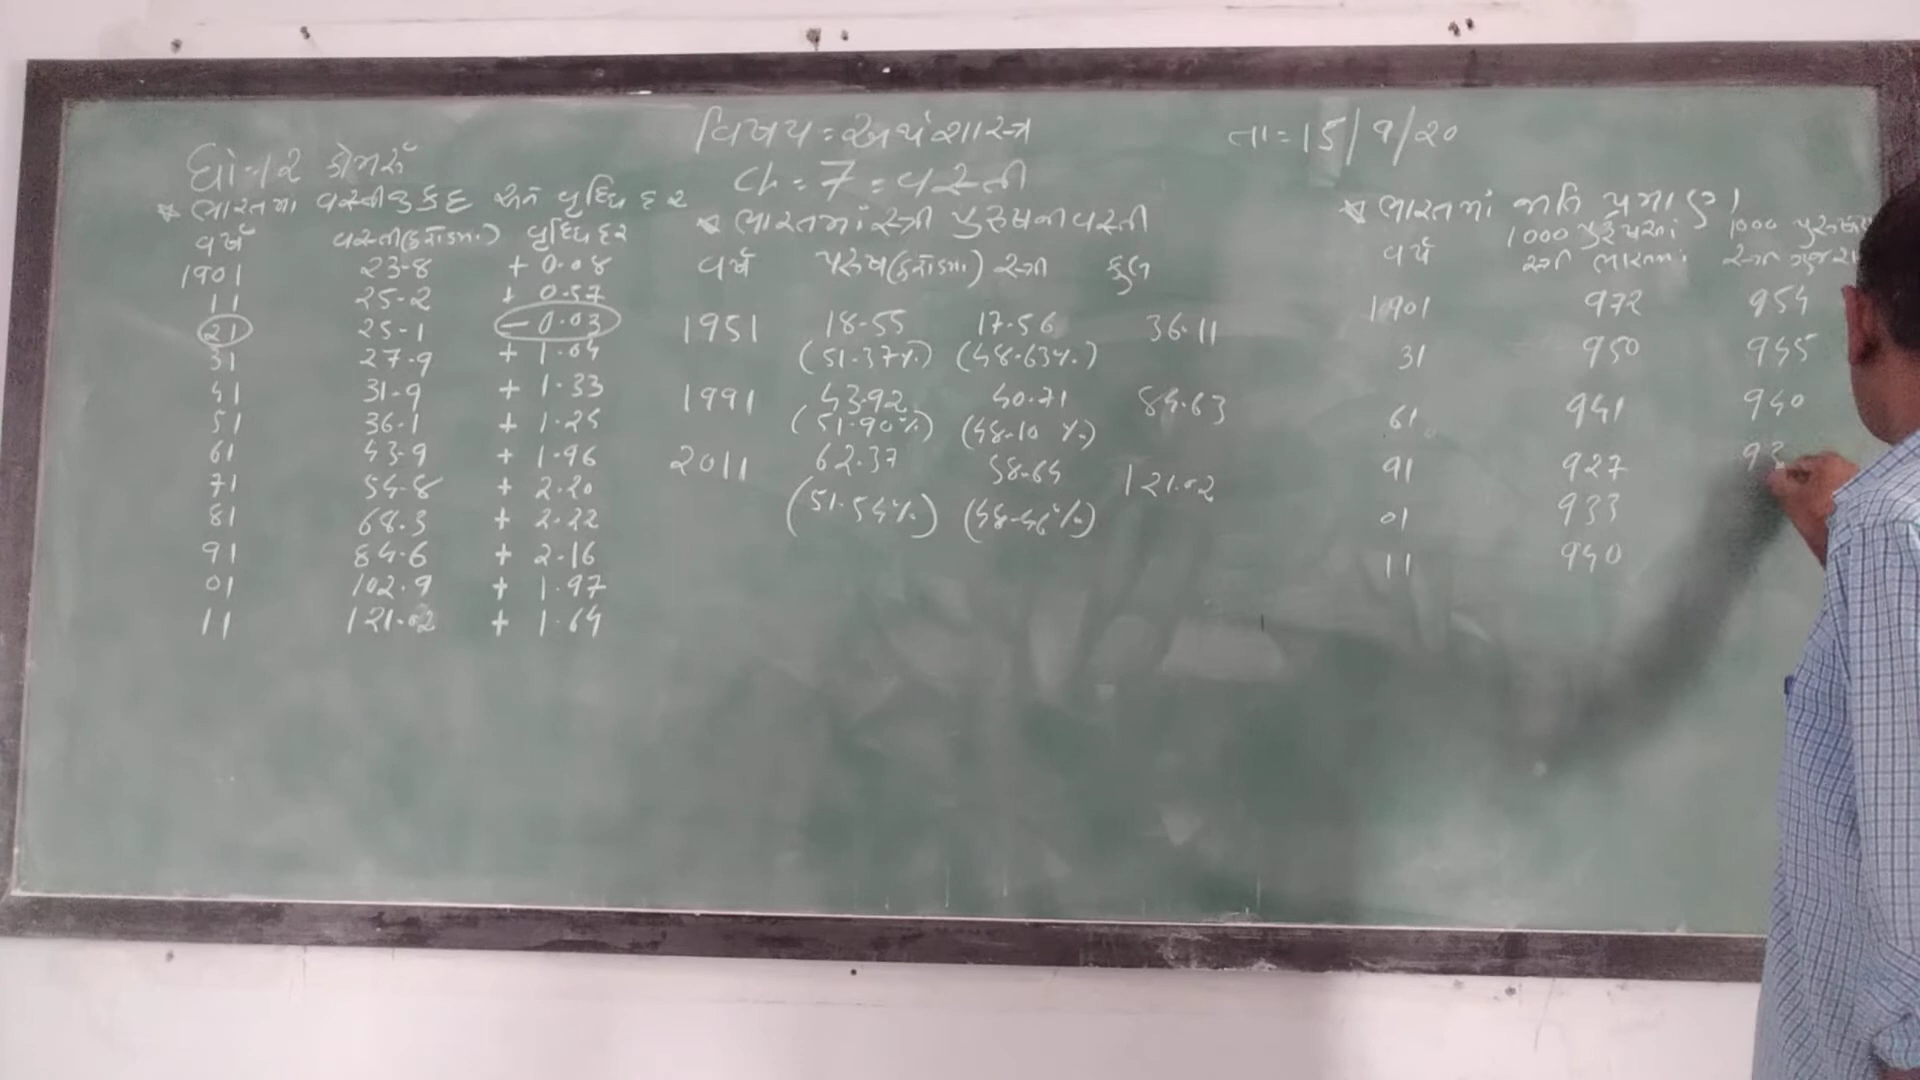 વિષય = અર્થશાસ્ત્ર
તા = 15/9/20
ધો-12 કોમર્સ
ch = 7 = વસ્તી
* ભારતમા વસ્તીનુ કદ અને વૃધ્ધિ દર
વર્ષ વસ્તી(કરોડમા.) વૃધ્ધિદર
1901 23.8 + 0.08
11 25.2 + 0.57
21 25.1 - 0.03
31 27.9 + 1.04
41 31.9 + 1.33
51 36.1 + 1.25
61 43.9 + 1.96
71 54.8 + 2.20
81 68.3 + 2.22
91 84.6 + 2.16
01 102.9 + 1.97
11 121.02 + 1.64
* ભારતમાં સ્ત્રી પુરુષની વસ્તી
વર્ષ પુરુષ(કરોડમા.) સ્ત્રી કુલ
1951 18.55 17.56 36.11
(51.37%) (48.63%)
1991 43.92 40.71 84.63
(51.90%) (48.10 %)
2011 62.37 58.64 121.02
(51.54%) (48.46%)
* ભારતમાં જાતિ પ્રમાણ
વર્ષ 1000 પુરુષોમાં 1000
સ્ત્રી ભારતમાં સ્ત્રી
1901 972 954
31 950 945
61 941 940
91 927 93
01 933
11 940